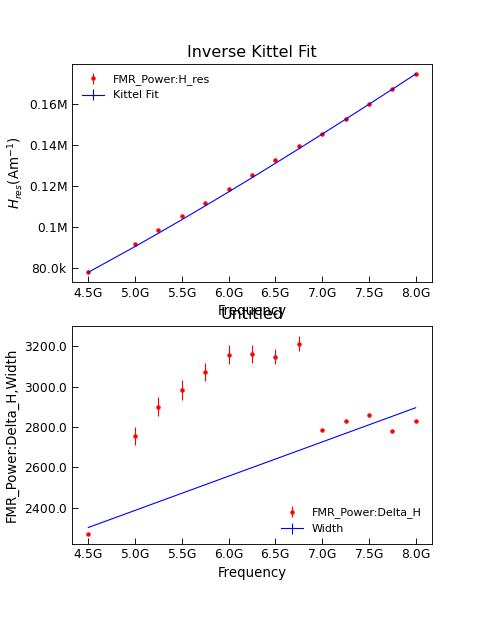 Inverse Kittel Fit
FMR_Power:H_res
Kittel Fit
H_res(Am^−1)
0.16M
0.14M
0.12M
0.1M
80.0k
4.5G 5.0G 5.5G 6.0G 6.5G 7.0G 7.5G 8.0G
Frequency
Untitled
FMR_Power:Delta_H,Width
3200.0
3000.0
2800.0
2600.0
2400.0
FMR_Power:Delta_H
Width
4.5G 5.0G 5.5G 6.0G 6.5G 7.0G 7.5G 8.0G
Frequency